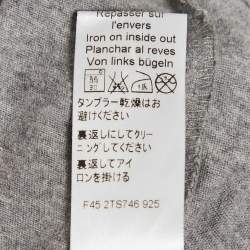 Repasser sur
l'envers
Iron on inside out
Planchar al reves
Von links bügeln
タンブラー乾燥はお
避けください
裏返しにしてクリー
ニングしてください
裏返してアイ
ロンを掛ける
F45 2TS746 925